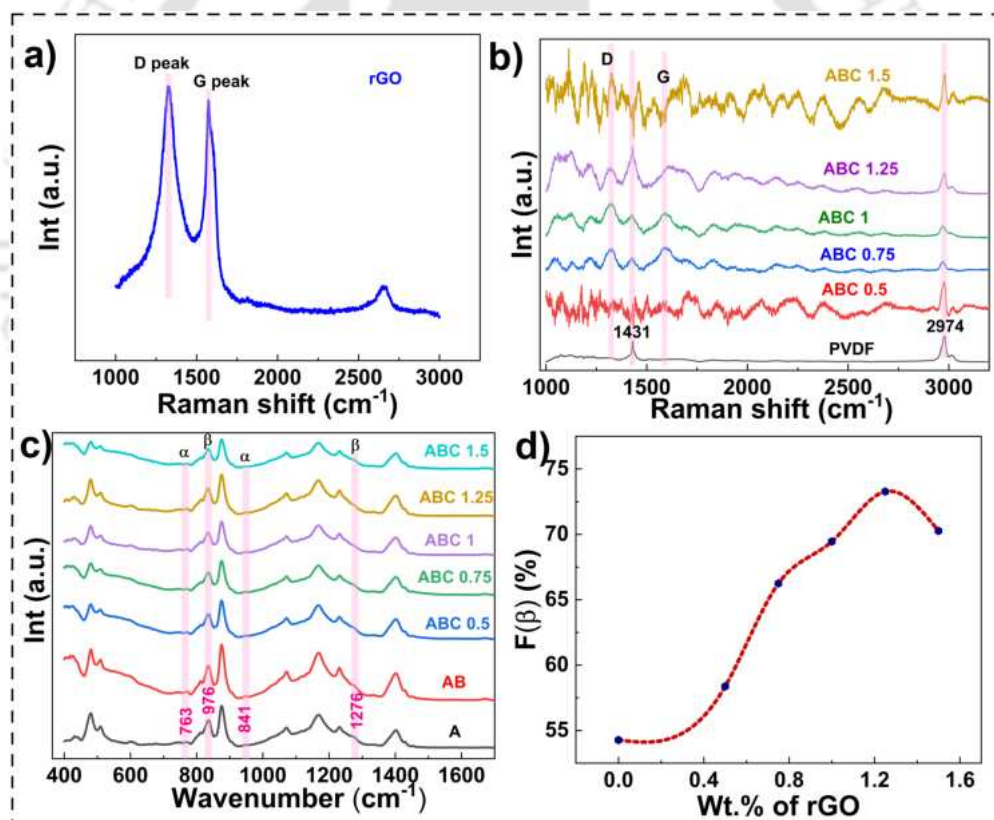 a)
D peak
G peak
rGO
Int (a.u.)
1000 1500 2000 2500 3000
Raman shift (cm-1)
b)
D
G
ABC 1.5
ABC 1.25
ABC 1
ABC 0.75
ABC 0.5
1431
2974
PVDF
Int (a.u.)
1000 1500 2000 2500 3000
Raman shift (cm-1)
c)
α β α β
ABC 1.5
ABC 1.25
ABC 1
ABC 0.75
ABC 0.5
AB
763 976 841 1276
A
Int (a.u.)
400 600 800 1000 1200 1400 1600
Wavenumber (cm-1)
d)
75
70
65
60
55
F(β) (%)
0.0 0.4 0.8 1.2 1.6
Wt.% of rGO